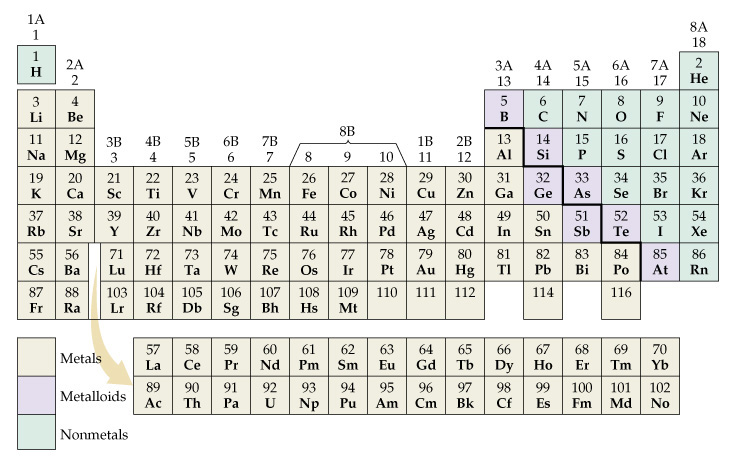 1A 8A
1 18
1 2A 3A 4A 5A 6A 7A 2
H 2 13 14 15 16 17 He
3 4 5 6 7 8 9 10
Li Be B C N O F Ne
11 12 3B 4B 5B 6B 7B 8B 1B 2B 13 14 15 16 17 18
Na Mg 3 4 5 6 7 8 9 10 11 12 Al Si P S Cl Ar
19 20 21 22 23 24 25 26 27 28 29 30 31 32 33 34 35 36
K Ca Sc Ti V Cr Mn Fe Co Ni Cu Zn Ga Ge As Se Br Kr
37 38 39 40 41 42 43 44 45 46 47 48 49 50 51 52 53 54
Rb Sr Y Zr Nb Mo Tc Ru Rh Pd Ag Cd In Sn Sb Te I Xe
55 56 71 72 73 74 75 76 77 78 79 80 81 82 83 84 85 86
Cs Ba Lu Hf Ta W Re Os Ir Pt Au Hg Tl Pb Bi Po At Rn
87 88 103 104 105 106 107 108 109 110 111 112 114 116
Fr Ra Lr Rf Db Sg Bh Hs Mt
57 58 59 60 61 62 63 64 65 66 67 68 69 70
La Ce Pr Nd Pm Sm Eu Gd Tb Dy Ho Er Tm Yb
89 90 91 92 93 94 95 96 97 98 99 100 101 102
Ac Th Pa U Np Pu Am Cm Bk Cf Es Fm Md No
Metals
Metalloids
Nonmetals